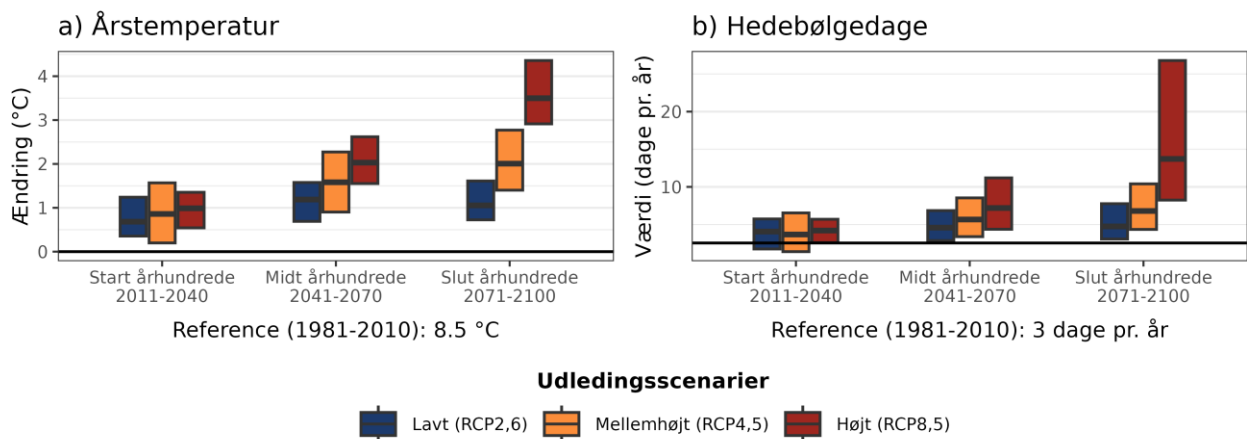 a) Årstemperatur
Ændring (°C)
4
3
2
1
0
Start århundrede
2011-2040
Midt århundrede
2041-2070
Slut århundrede
2071-2100
Reference (1981-2010): 8.5 °C
b) Hedebølgedage
Værdi (dage pr. år)
20
10
Start århundrede
2011-2040
Midt århundrede
2041-2070
Slut århundrede
2071-2100
Reference (1981-2010): 3 dage pr. år
Udledingsscenarier
Lavt (RCP2,6)
Mellemhøjt (RCP4,5)
Højt (RCP8,5)